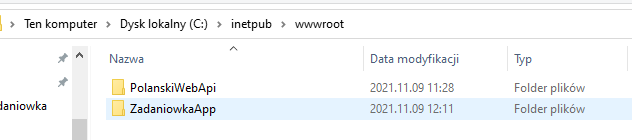 Ten komputer > Dysk lokalny (C:) > inetpub > wwwroot
Nazwa Data modyfikacji Typ
PolanskiWebApi 2021.11.09 11:28 Folder plików
daniowka ZadaniowkaApp 2021.11.09 12:11 Folder plików